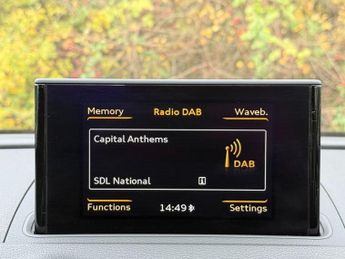 Memory Radio DAB Waveb.
Capital Anthems
DAB
SDL National i
Functions 14:49 Settings